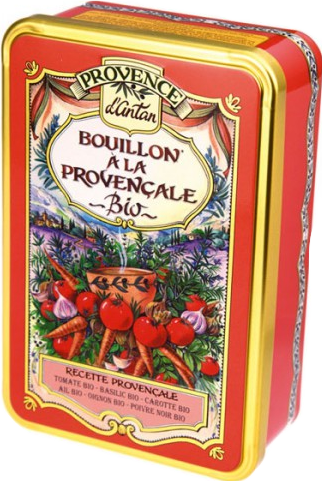 PROVENCE
d'antan
BOUILLON
À LA
PROVENÇALE
Bio
RECETTE PROVENÇALE
TOMATE BIO - BASILIC BIO - CAROTTE BIO
AIL BIO - OIGNON BIO - POIVRE NOIR BIO